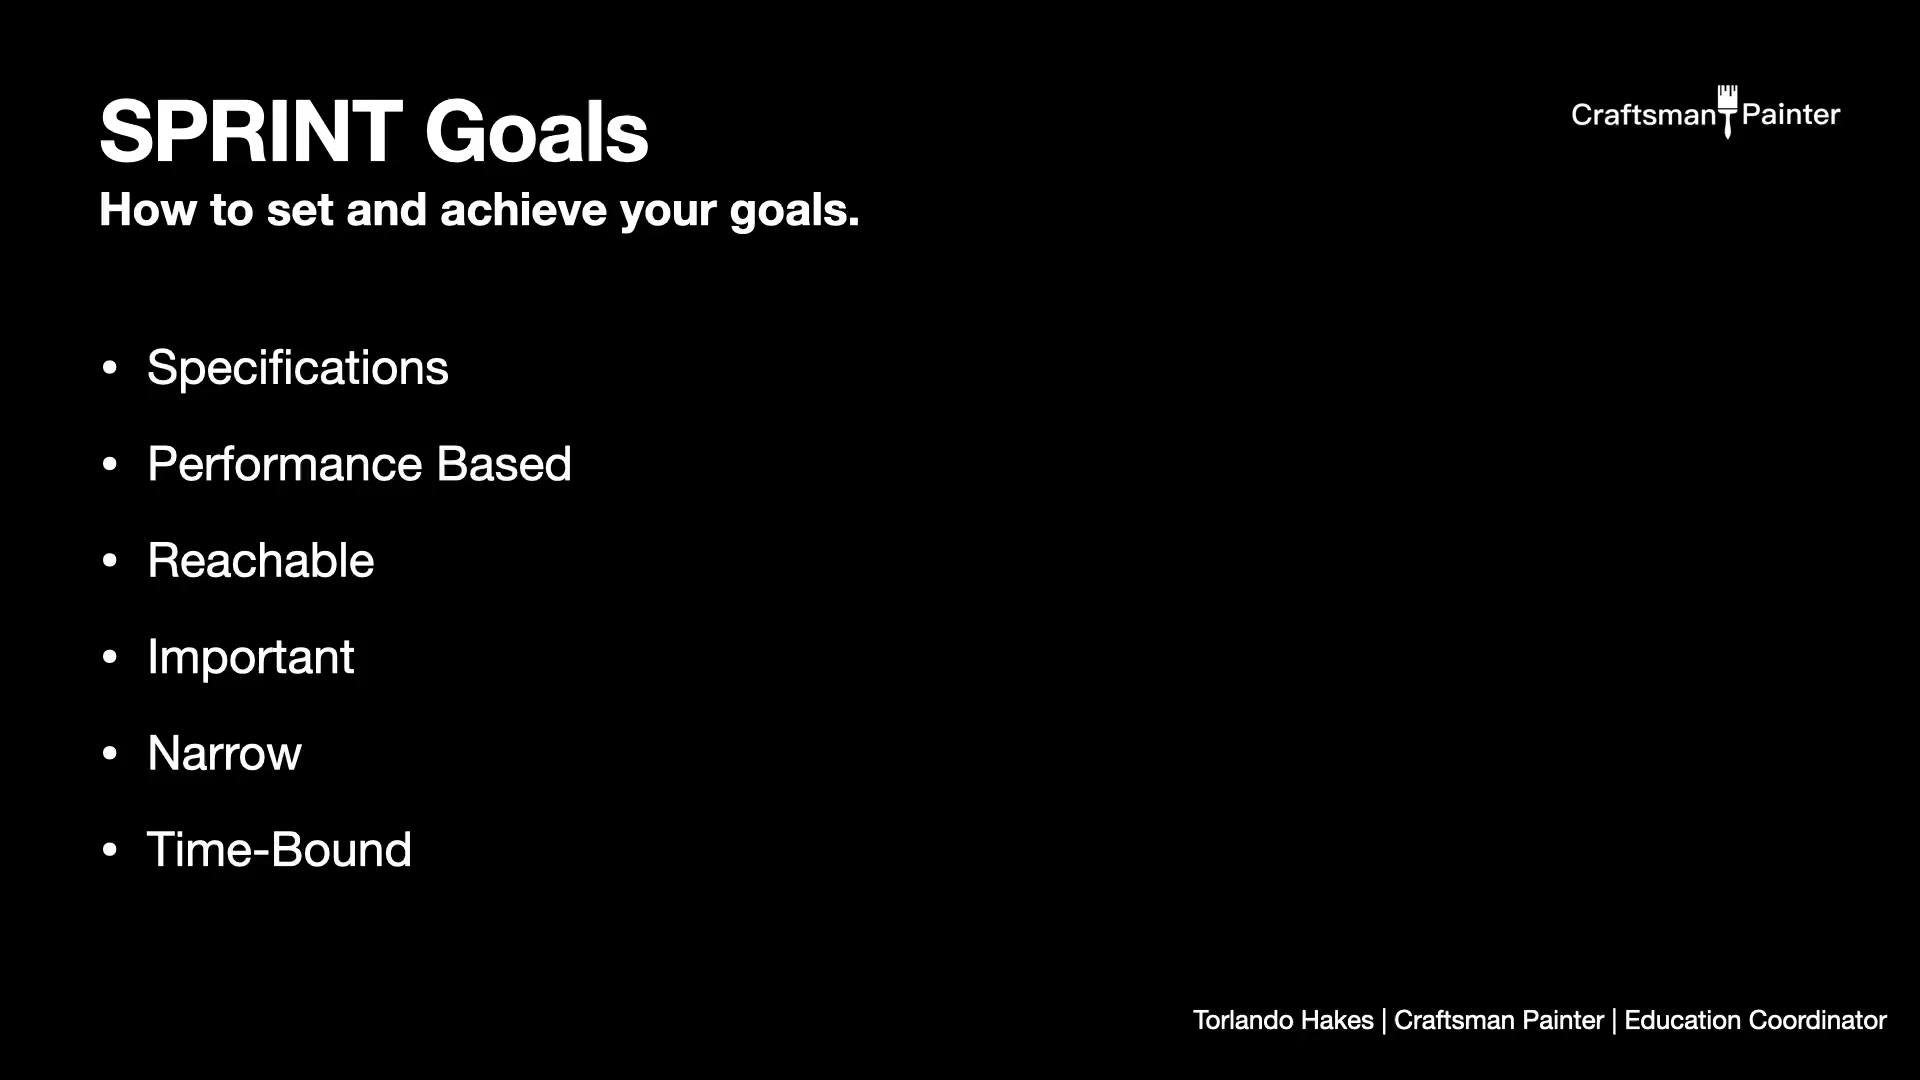 SPRINT Goals
Craftsman Painter
How to set and achieve your goals.
• Specifications
• Performance Based
• Reachable
• Important
• Narrow
• Time-Bound
Torlando Hakes | Craftsman Painter | Education Coordinator